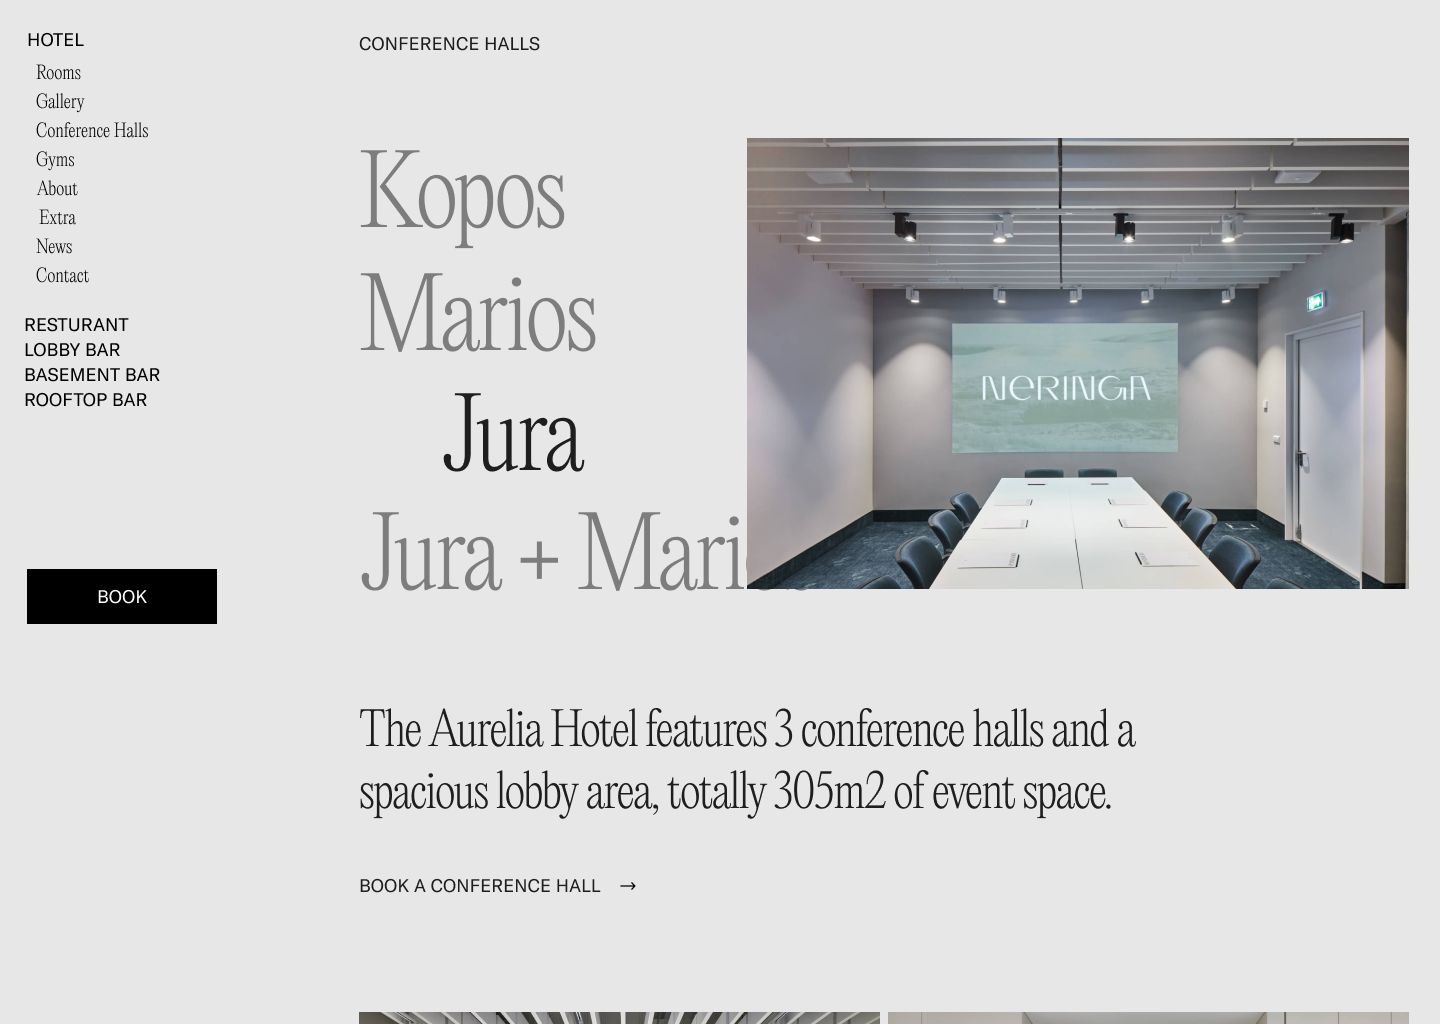 HOTEL
Rooms
Gallery
Conference Halls
Gyms
About
Extra
News
Contact
RESTURANT
LOBBY BAR
BASEMENT BAR
ROOFTOP BAR
BOOK
CONFERENCE HALLS
Kopos
Marios
Jura
Jura + Marios
NERINGA
The Aurelia Hotel features 3 conference halls and a
spacious lobby area, totally 305m2 of event space.
BOOK A CONFERENCE HALL →